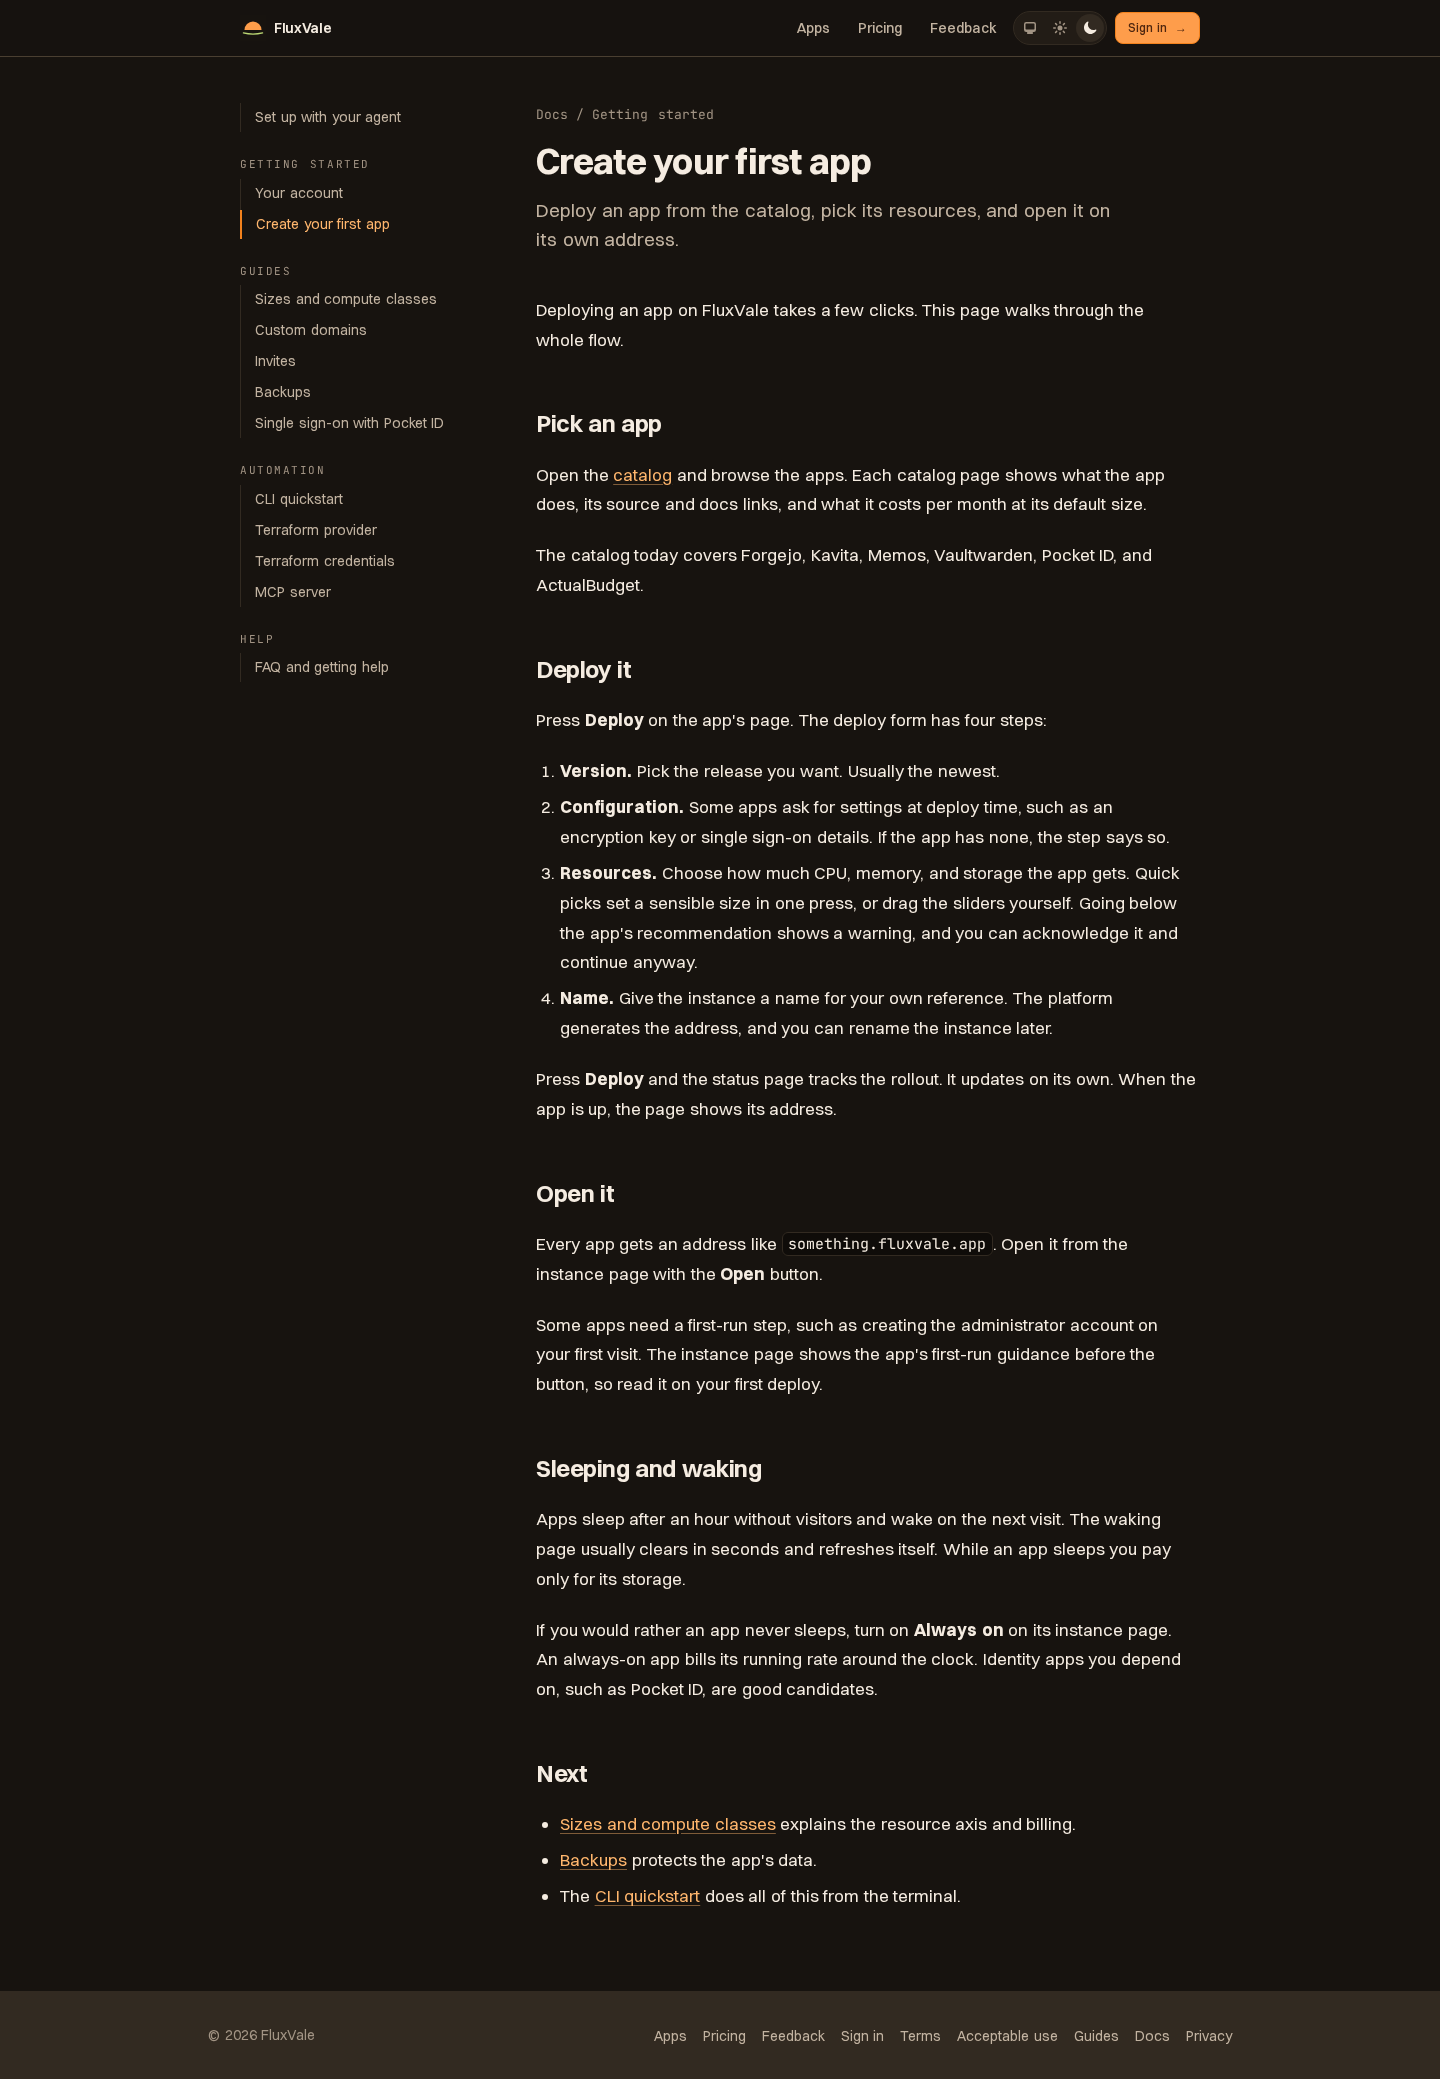 FluxVale
Apps
Pricing
Feedback
Sign in →
Set up with your agent
GETTING STARTED
Your account
Create your first app
GUIDES
Sizes and compute classes
Custom domains
Invites
Backups
Single sign-on with Pocket ID
AUTOMATION
CLI quickstart
Terraform provider
Terraform credentials
MCP server
HELP
FAQ and getting help
Docs / Getting started
Create your first app
Deploy an app from the catalog, pick its resources, and open it on
its own address.
Deploying an app on FluxVale takes a few clicks. This page walks through the
whole flow.
Pick an app
Open the catalog and browse the apps. Each catalog page shows what the app
does, its source and docs links, and what it costs per month at its default size.
The catalog today covers Forgejo, Kavita, Memos, Vaultwarden, Pocket ID, and
ActualBudget.
Deploy it
Press Deploy on the app's page. The deploy form has four steps:
1. Version. Pick the release you want. Usually the newest.
2. Configuration. Some apps ask for settings at deploy time, such as an
encryption key or single sign-on details. If the app has none, the step says so.
3. Resources. Choose how much CPU, memory, and storage the app gets. Quick
picks set a sensible size in one press, or drag the sliders yourself. Going below
the app's recommendation shows a warning, and you can acknowledge it and
continue anyway.
4. Name. Give the instance a name for your own reference. The platform
generates the address, and you can rename the instance later.
Press Deploy and the status page tracks the rollout. It updates on its own. When the
app is up, the page shows its address.
Open it
Every app gets an address like something.fluxvale.app. Open it from the
instance page with the Open button.
Some apps need a first-run step, such as creating the administrator account on
your first visit. The instance page shows the app's first-run guidance before the
button, so read it on your first deploy.
Sleeping and waking
Apps sleep after an hour without visitors and wake on the next visit. The waking
page usually clears in seconds and refreshes itself. While an app sleeps you pay
only for its storage.
If you would rather an app never sleeps, turn on Always on on its instance page.
An always-on app bills its running rate around the clock. Identity apps you depend
on, such as Pocket ID, are good candidates.
Next
• Sizes and compute classes explains the resource axis and billing.
• Backups protects the app's data.
• The CLI quickstart does all of this from the terminal.
© 2026 FluxVale
Apps
Pricing
Feedback
Sign in
Terms
Acceptable use
Guides
Docs
Privacy